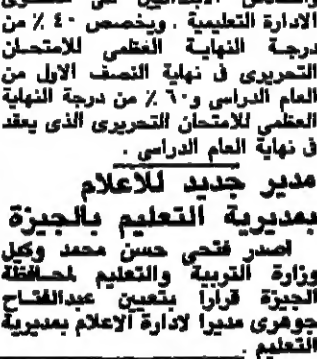 الادارة التعليمية . ويخصص ٤٠ ٪ من
درجة النهاية العظمى للامتحان
التحريرى فى نهاية النصف الاول من
العام الدراسى و ٦٠ ٪ من درجة النهاية
العظمى للامتحان التحريرى الذى يعقد
فى نهاية العام الدراسى .
مدير جديد للاعلام
بمديرية التعليم بالجيزة
اصدر فتحى حسن محمد وكيل
وزارة التربية والتعليم لمحافظة
الجيزة قرارا بتعيين عبدالفتاح
جوهرى مديرا لادارة الاعلام بمديرية
التعليم .